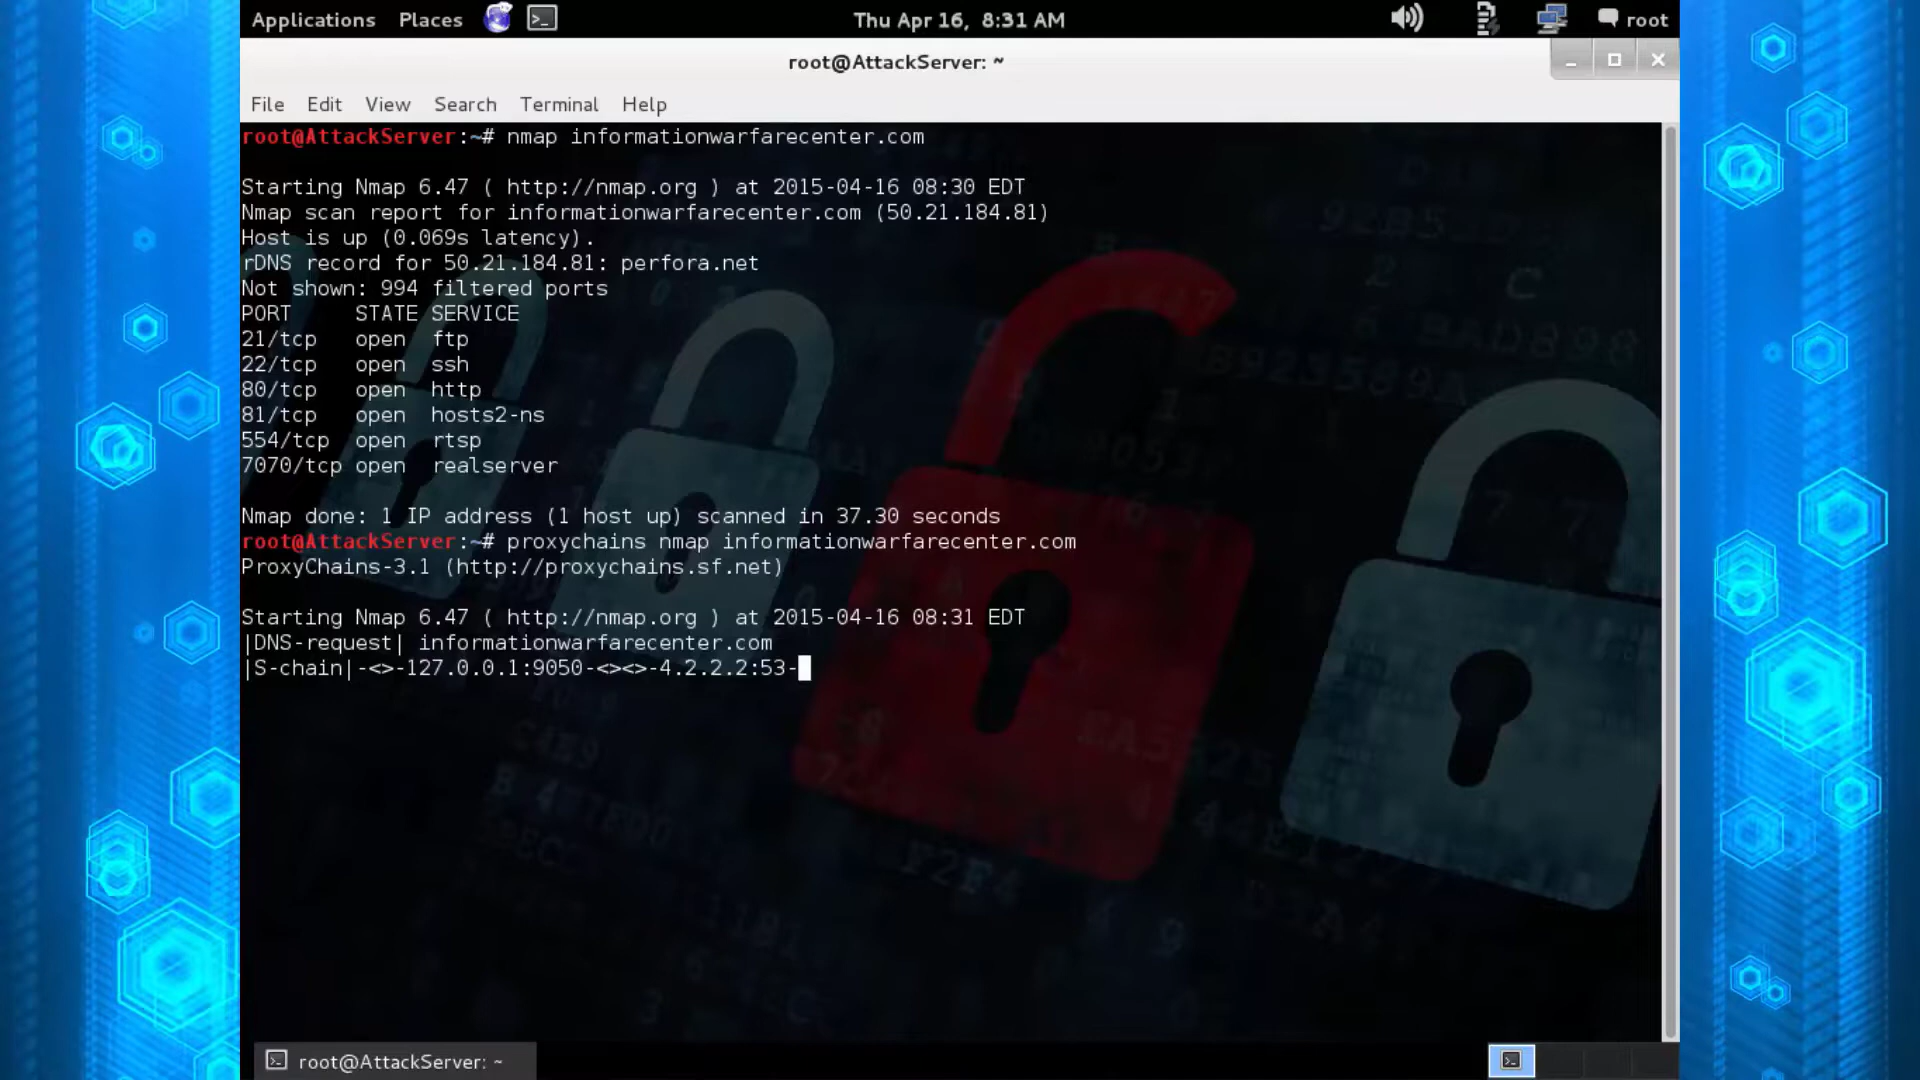 Applications Places Thu Apr 16, 8:31 AM root
root@AttackServer: ~
File Edit View Search Terminal Help
root@AttackServer:~# nmap informationwarfarecenter.com
Starting Nmap 6.47 ( http://nmap.org ) at 2015-04-16 08:30 EDT
Nmap scan report for informationwarfarecenter.com (50.21.184.81)
Host is up (0.069s latency).
rDNS record for 50.21.184.81: perfora.net
Not shown: 994 filtered ports
PORT STATE SERVICE
21/tcp open ftp
22/tcp open ssh
80/tcp open http
81/tcp open hosts2-ns
554/tcp open rtsp
7070/tcp open realserver
Nmap done: 1 IP address (1 host up) scanned in 37.30 seconds
root@AttackServer:~# proxychains nmap informationwarfarecenter.com
ProxyChains-3.1 (http://proxychains.sf.net)
Starting Nmap 6.47 ( http://nmap.org ) at 2015-04-16 08:31 EDT
|DNS-request| informationwarfarecenter.com
|S-chain|-<>-127.0.0.1:9050-<><>-4.2.2.2:53-
root@AttackServer: ~